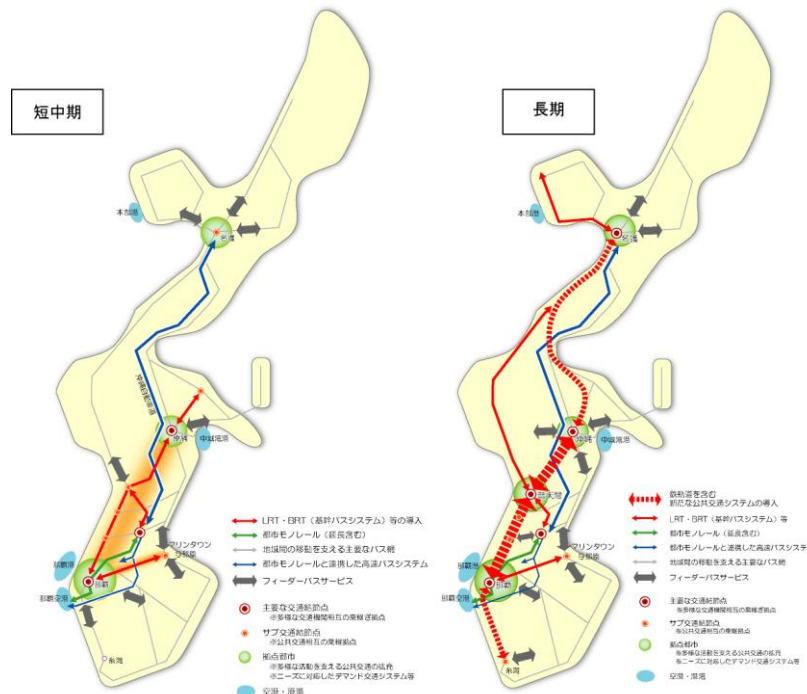 短中期
本部港
名護
沖縄自動車道
沖縄
中城湾港
マリンタウン
与那原
那覇港
那覇
那覇空港
糸満
LRT・BRT(基幹バスシステム)等の導入
都市モノレール(延長含む)
地域間の移動を支える主要なバス網
都市モノレールと連携した高速バスシステム
フィーダーバスサービス
主要な交通結節点
※多様な交通機関相互の乗継ぎ拠点
サブ交通結節点
※公共交通相互の乗継拠点
拠点都市
※多様な活動を支える公共交通の拡充
※ニーズに対応したデマンド交通システム等
空港・港湾
長期
本部港
名護
沖縄
中城湾港
普天間
マリンタウン
与那原
那覇港
那覇
那覇空港
糸満
鉄軌道を含む
新たな公共交通システムの導入
LRT・BRT(基幹バスシステム)等
都市モノレール(延長含む)
都市モノレールと連携した高速バスシステム
地域間の移動を支える主要なバス網
フィーダーバスサービス
主要な交通結節点
※多様な交通機関相互の乗継ぎ拠点
サブ交通結節点
※公共交通相互の乗継拠点
拠点都市
※多様な活動を支える公共交通の拡充
※ニーズに対応したデマンド交通システム等
空港・港湾